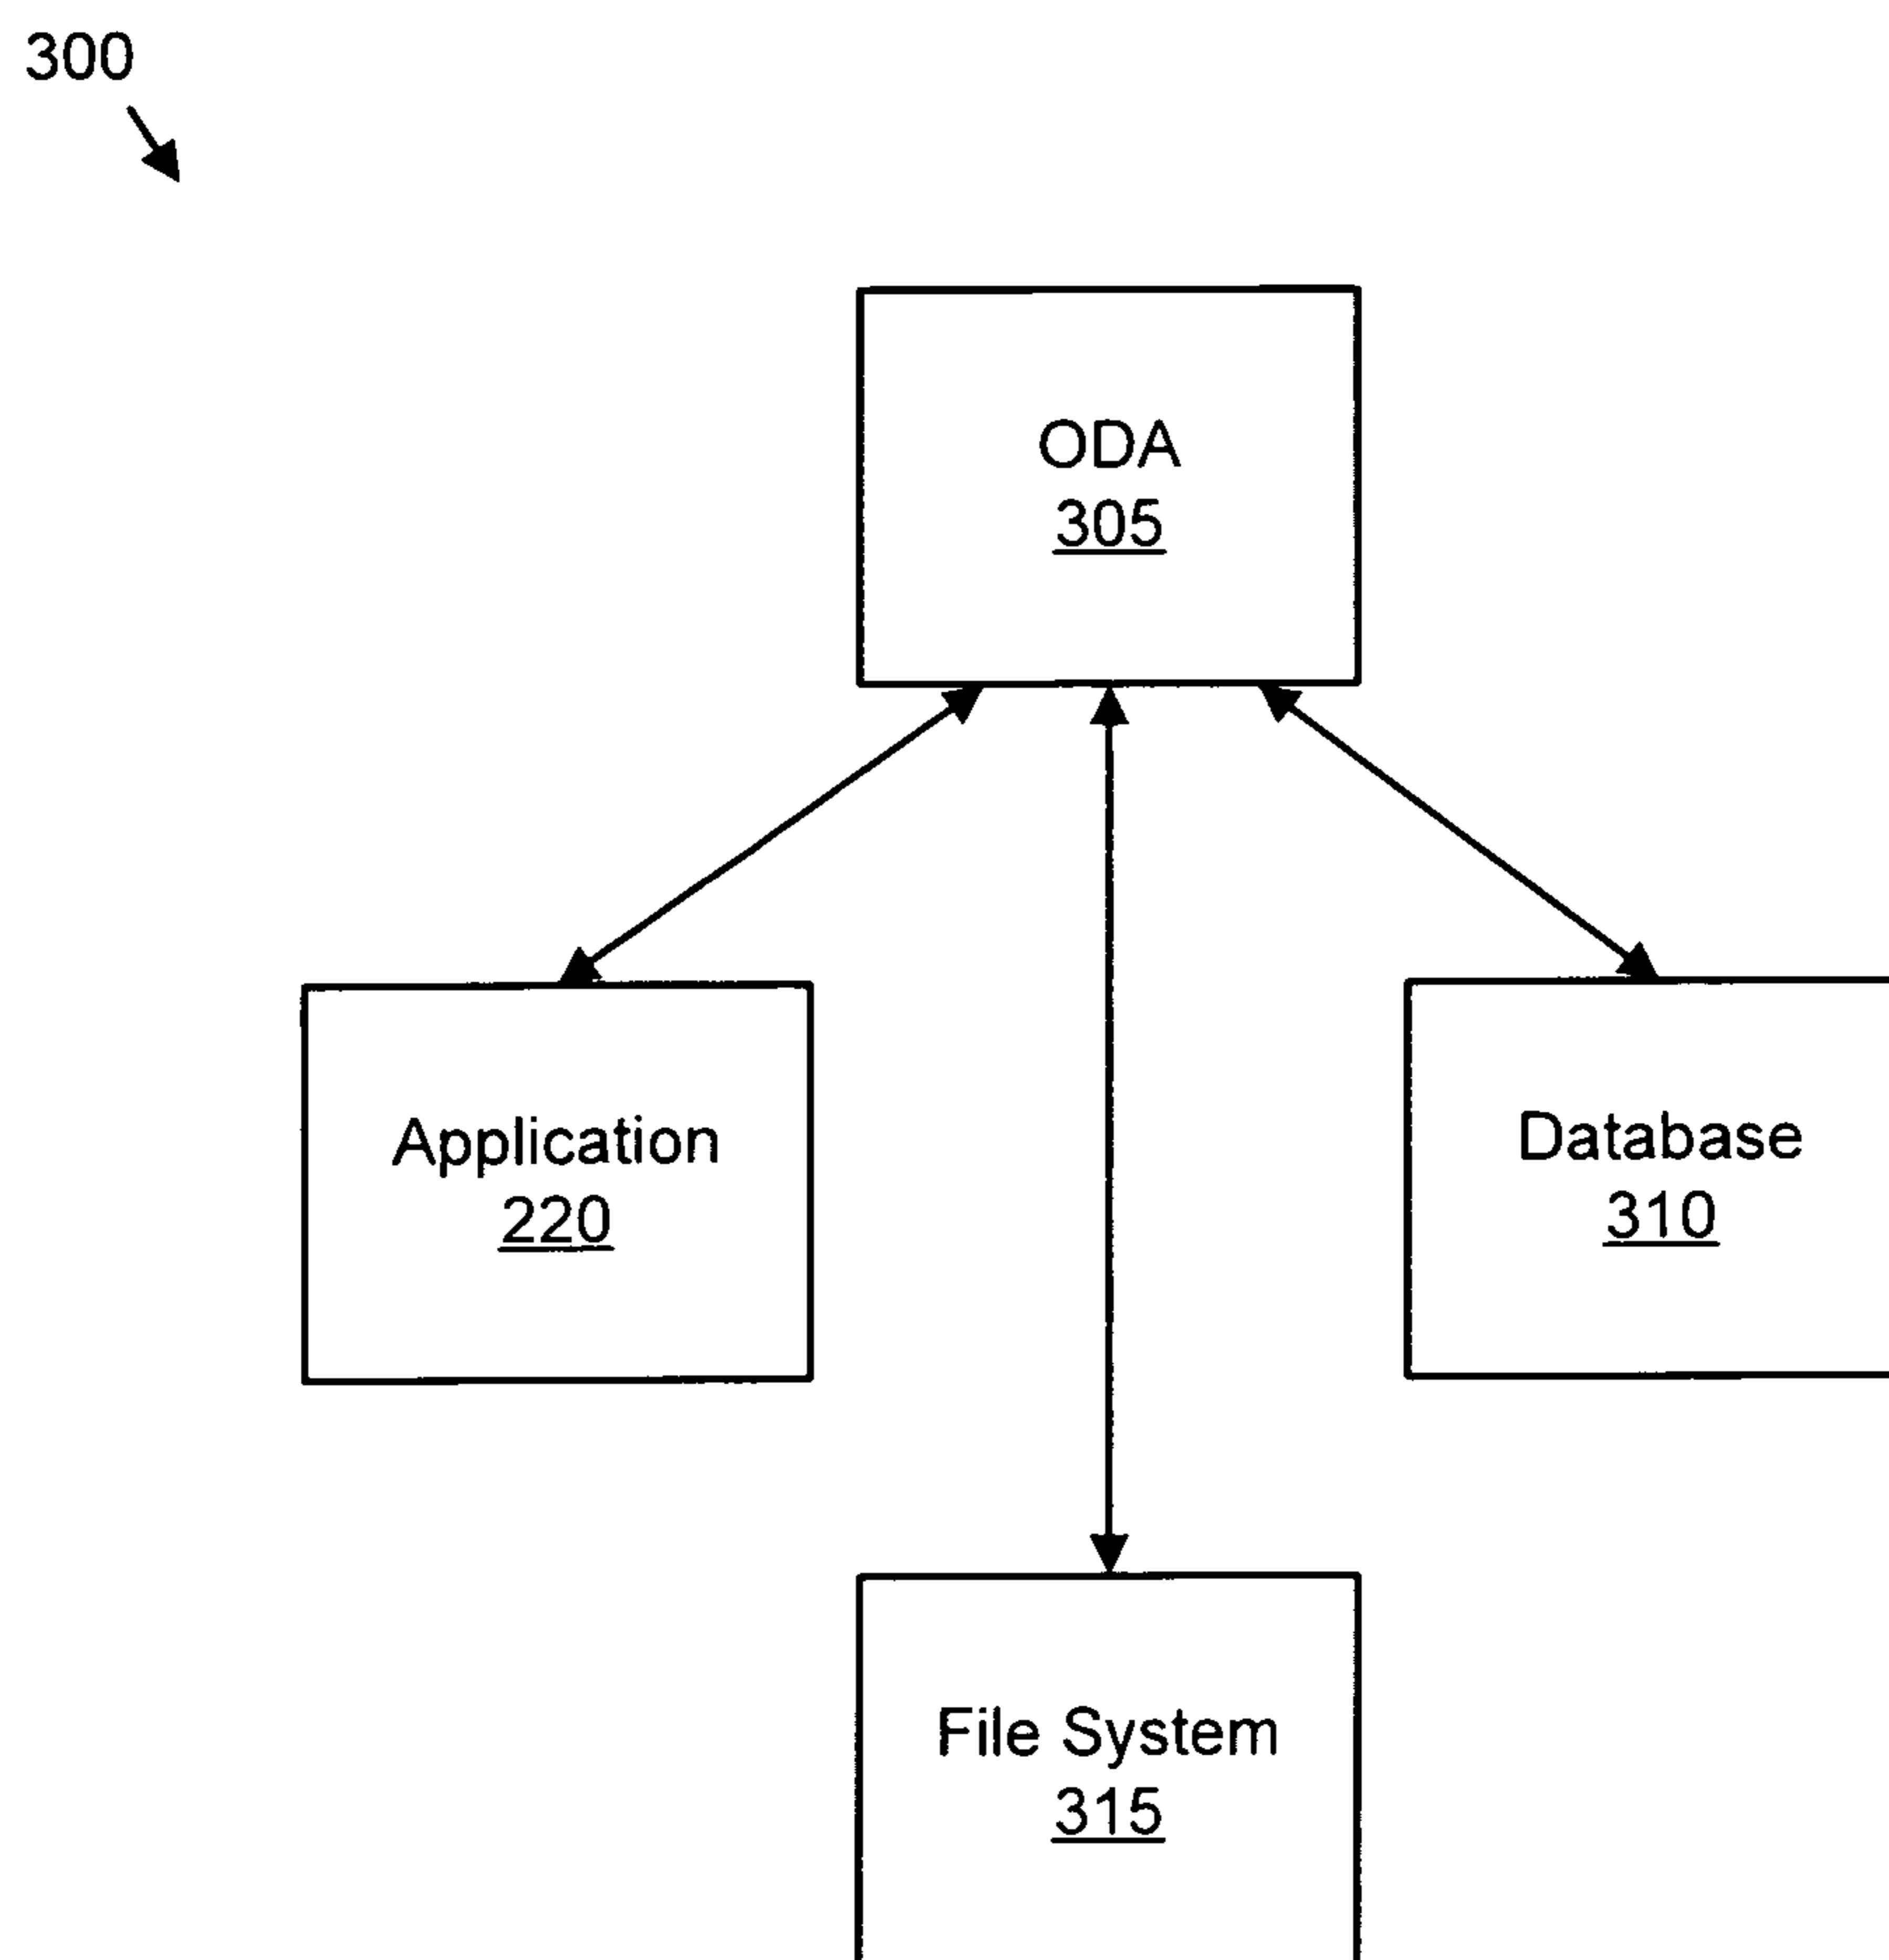 300
ODA
305
Application
220
Database
310
File System
315